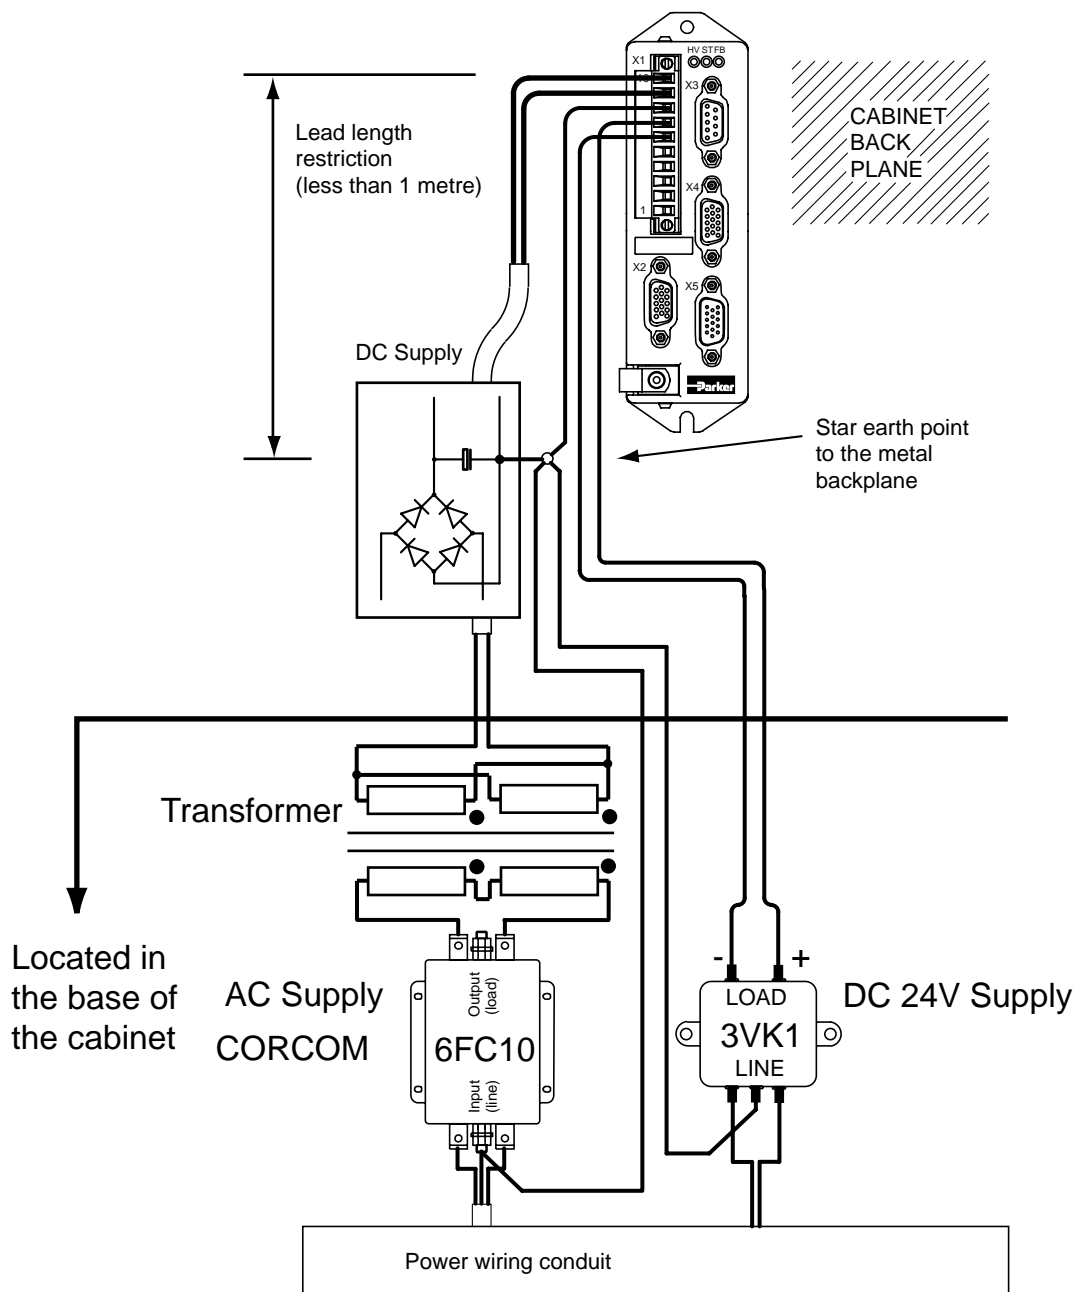 HV ST FB
X1
10
X3
Lead length
restriction
(less than 1 metre)
CABINET
BACK
PLANE
X4
1
X2
X5
DC Supply
Parker
Star earth point
to the metal
backplane
Transformer
Located in
the base of
the cabinet
AC Supply
CORCOM
Output
(load)
6FC10
Input
(line)
- +
LOAD
3VK1
LINE
DC 24V Supply
Power wiring conduit